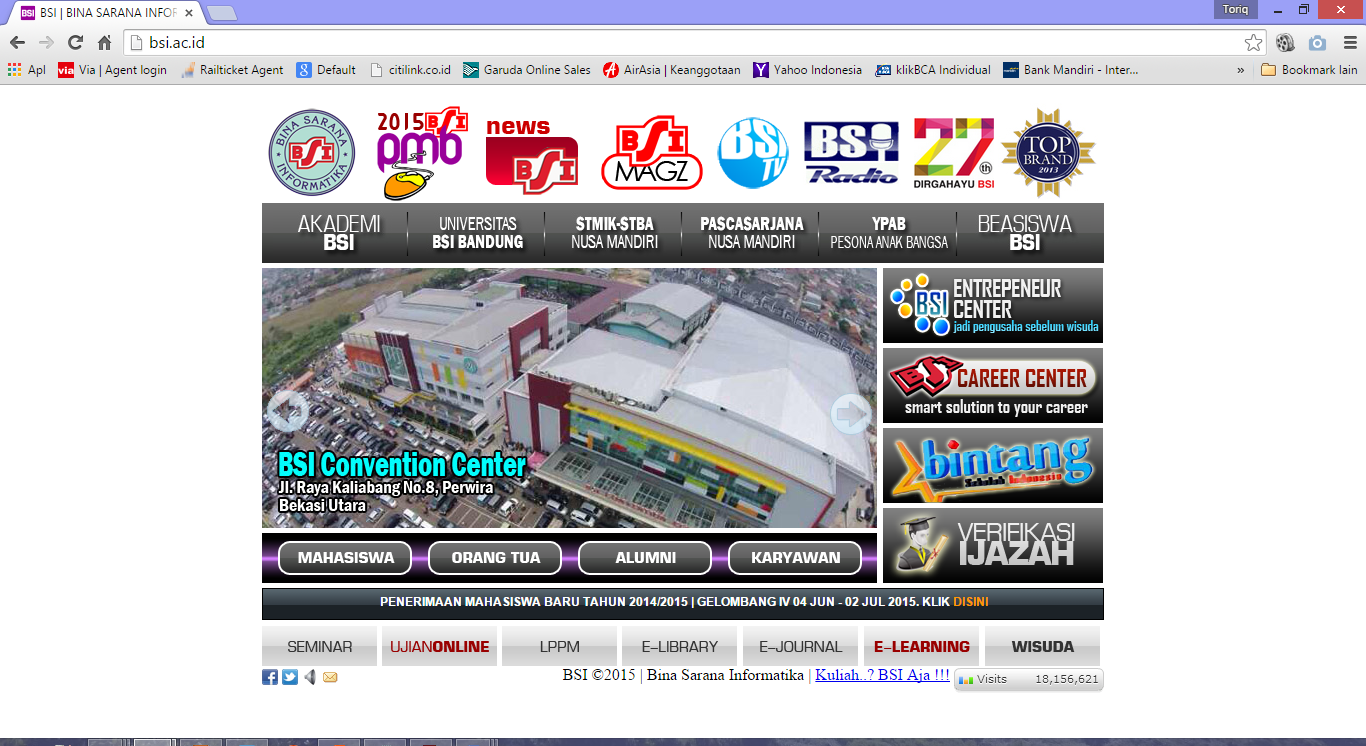 BSI | BINA SARANA INFOR
Toriq
bsi.ac.id
Apl
via Via | Agent login
Railticket Agent
8 Default
citilink.co.id
Garuda Online Sales
AirAsia | Keanggotaan
Y Yahoo Indonesia
klikBCA Individual
Bank Mandiri - Inter...
»
Bookmark lain
BINA SARANA INFORMATIKA
BSI
2015 BSI
pmb
news
BSI
BSI
MAGZ
BSI TV
BSI
Radio
27th
DIRGAHAYU BSI
TOP
BRAND
2013
AKADEMI
BSI
UNIVERSITAS
BSI BANDUNG
STMIK-STBA
NUSA MANDIRI
PASCASARJANA
NUSA MANDIRI
YPAB
PESONA ANAK BANGSA
BEASISWA
BSI
BSI Convention Center
Jl. Raya Kaliabang No.8, Perwira
Bekasi Utara
BSI
ENTREPENEUR
CENTER
jadi pengusaha sebelum wisuda
BSI CAREER CENTER
smart solution to your career
bintang
sabda Indonesia
VERIFIKASI
IJAZAH
MAHASISWA
ORANG TUA
ALUMNI
KARYAWAN
PENERIMAAN MAHASISWA BARU TAHUN 2014/2015 | GELOMBANG IV 04 JUN - 02 JUL 2015. KLIK DISINI
SEMINAR
UJIANONLINE
LPPM
E-LIBRARY
E-JOURNAL
E-LEARNING
WISUDA
BSI ©2015 | Bina Sarana Informatika | Kuliah..? BSI Aja !!!
Visits 18,156,621